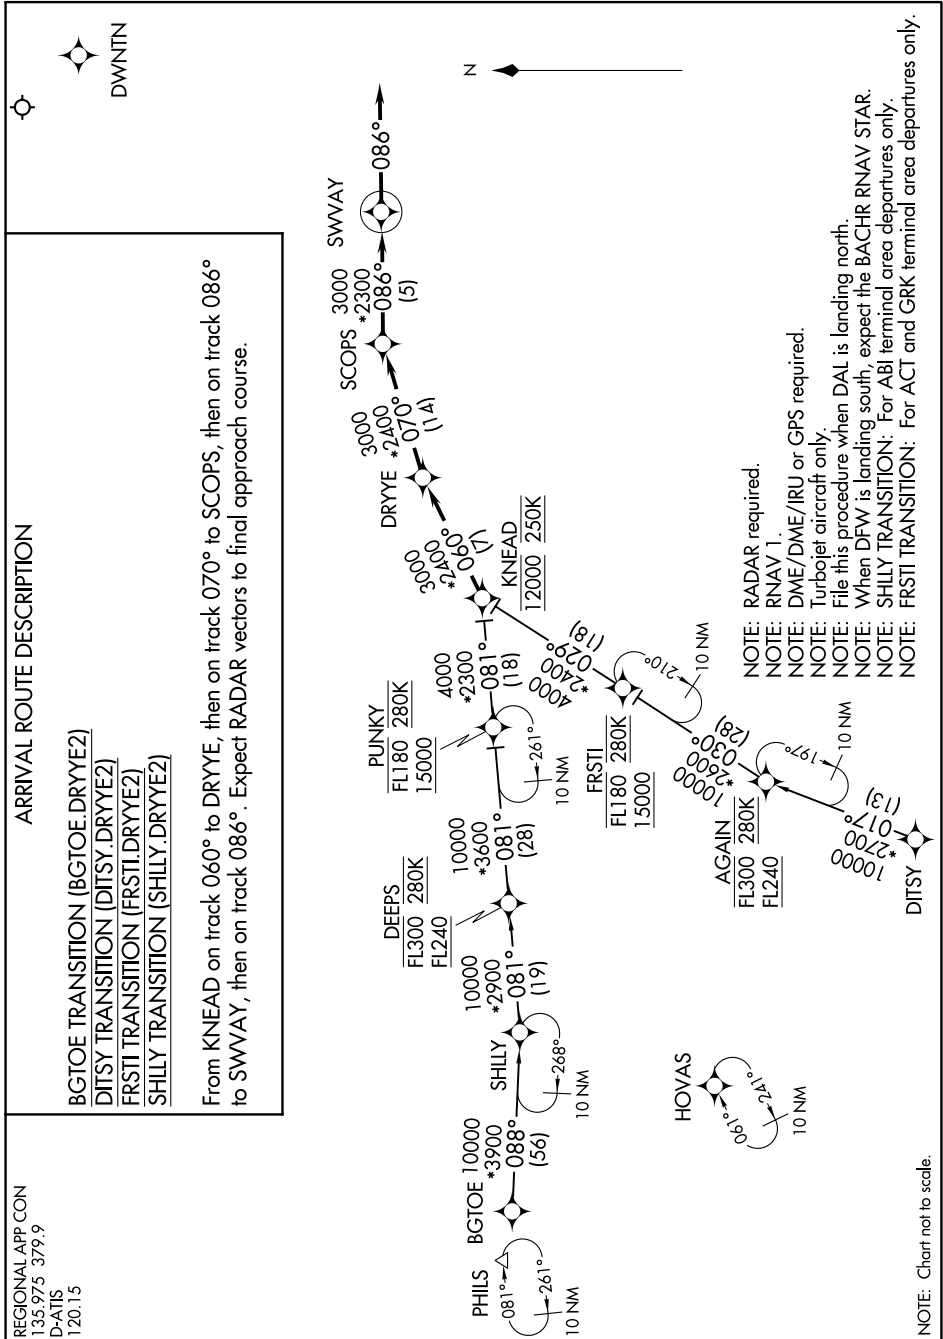 REGIONAL APP CON
135.975 379.9
D-ATIS
120.15
ARRIVAL ROUTE DESCRIPTION
BGTOE TRANSITION (BGTOE.DRYYE2)
DITSY TRANSITION (DITSY.DRYYE2)
FRSTI TRANSITION (FRSTI.DRYYE2)
SHLLY TRANSITION (SHLLY.DRYYE2)
From KNEAD on track 060° to DRYYE, then on track 070° to SCOPS, then on track 086°
to SWVAY, then on track 086°. Expect RADAR vectors to final approach course.
DWNTN
N
PHILS
081°
261°
10 NM
BGTOE
10000
*3900
088°
(56)
SHLLY
268°
10 NM
10000
*2900
081°
(19)
DEEPS
FL300 280K
FL240
10000
*3600
081°
(28)
PUNKY
FL180 280K
15000
261°
10 NM
4000
*2300
081°
(18)
KNEAD
12000 250K
3000
*2400
060°
(7)
DRYYE
3000
*2400
070°
(14)
SCOPS
3000
*2300
086°
(5)
SWVAY
086°
4000
*2400
029°
(18)
FRSTI
FL180 280K
15000
210°
10 NM
10000
*2600
030°
(28)
AGAIN
FL300 280K
FL240
197°
10 NM
10000
*2700
017°
(13)
DITSY
HOVAS
061°
241°
10 NM
NOTE: RADAR required.
NOTE: RNAV 1.
NOTE: DME/DME/IRU or GPS required.
NOTE: Turbojet aircraft only.
NOTE: File this procedure when DAL is landing north.
NOTE: When DFW is landing south, expect the BACHR RNAV STAR.
NOTE: SHLLY TRANSITION: For ABI terminal area departures only.
NOTE: FRSTI TRANSITION: For ACT and GRK terminal area departures only.
NOTE: Chart not to scale.